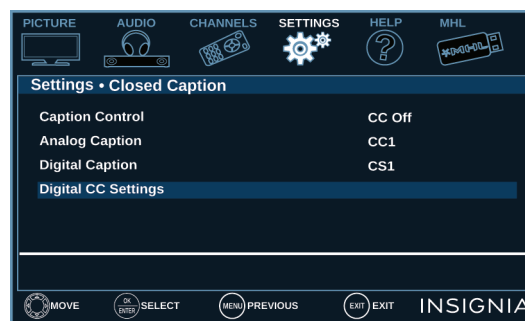 PICTURE AUDIO CHANNELS SETTINGS HELP MHL
MHL
Settings • Closed Caption
Caption Control CC Off
Analog Caption CC1
Digital Caption CS1
Digital CC Settings
MOVE OK ENTER SELECT MENU PREVIOUS EXIT EXIT INSIGNIA